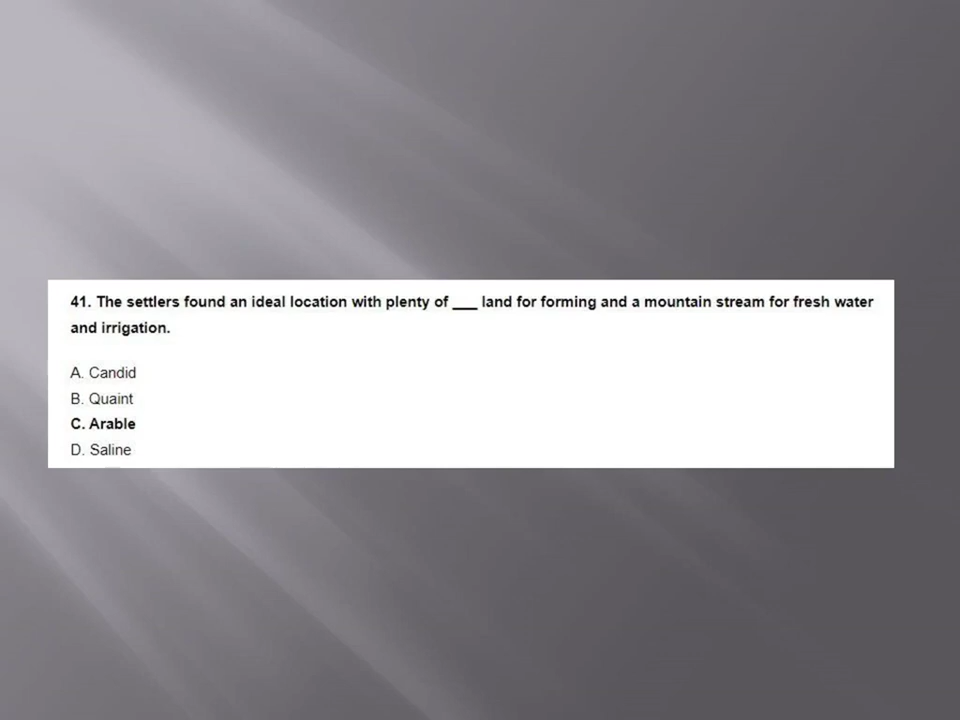 41. The settlers found an ideal location with plenty of ___ land for forming and a mountain stream for fresh water
and irrigation.
A. Candid
B. Quaint
C. Arable
D. Saline